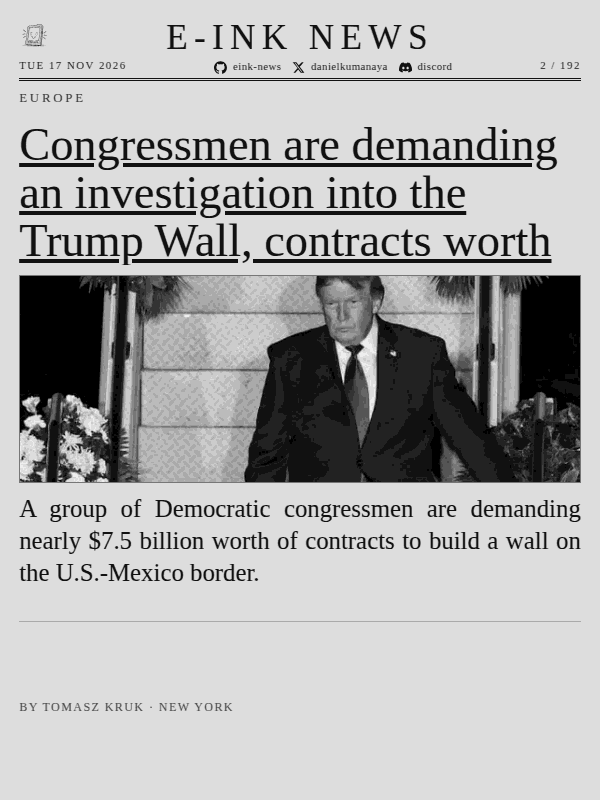 E-INK NEWS
TUE 17 NOV 2026 eink-news danielkumanaya discord 2 / 192
EUROPE
Congressmen are demanding
an investigation into the
Trump Wall, contracts worth
A group of Democratic congressmen are demanding
nearly $7.5 billion worth of contracts to build a wall on
the U.S.-Mexico border.
BY TOMASZ KRUK · NEW YORK